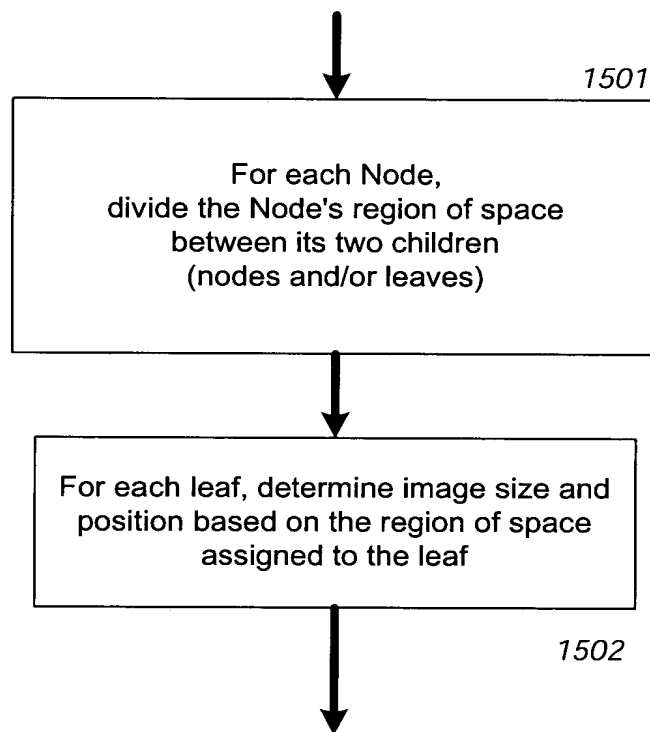 1501
For each Node,
divide the Node's region of space
between its two children
(nodes and/or leaves)
For each leaf, determine image size and
position based on the region of space
assigned to the leaf
1502